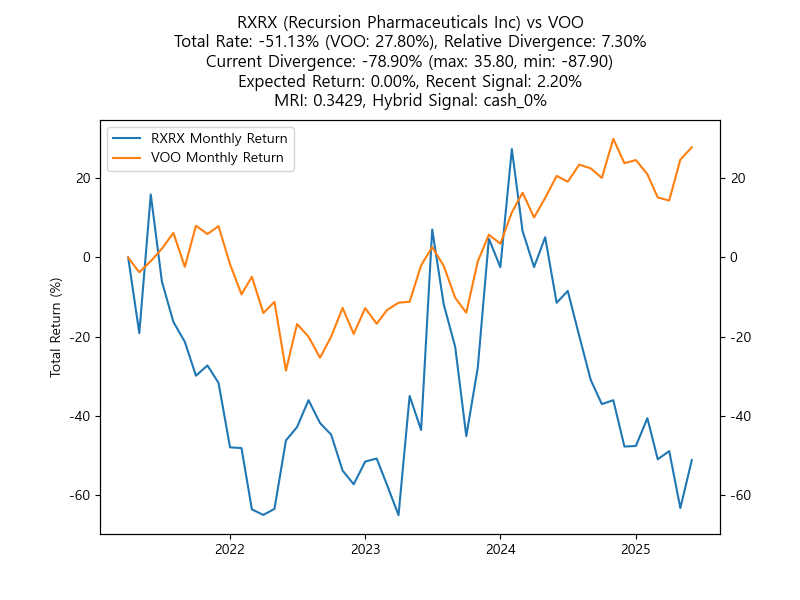 RXRX (Recursion Pharmaceuticals Inc) vs VOO
Total Rate: -51.13% (VOO: 27.80%), Relative Divergence: 7.30%
Current Divergence: -78.90% (max: 35.80, min: -87.90)
Expected Return: 0.00%, Recent Signal: 2.20%
MRI: 0.3429, Hybrid Signal: cash_0%
RXRX Monthly Return
VOO Monthly Return
Total Return (%)
20
0
-20
-40
-60
20
0
-20
-40
-60
2022
2023
2024
2025